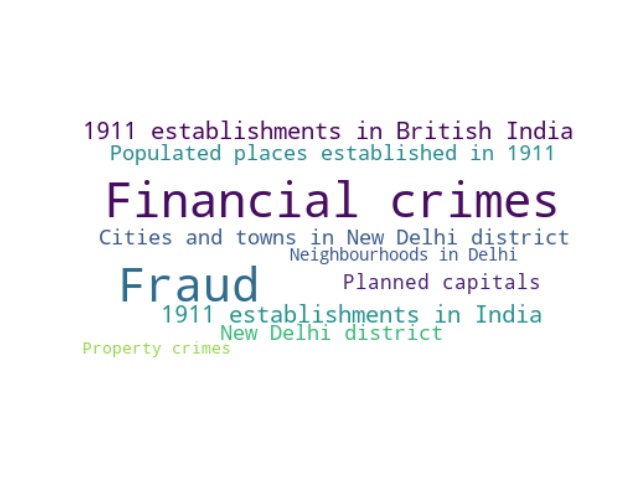 1911 establishments in British India
Populated places established in 1911
Financial crimes
Cities and towns in New Delhi district
Neighbourhoods in Delhi
Fraud
Planned capitals
1911 establishments in India
New Delhi district
Property crimes